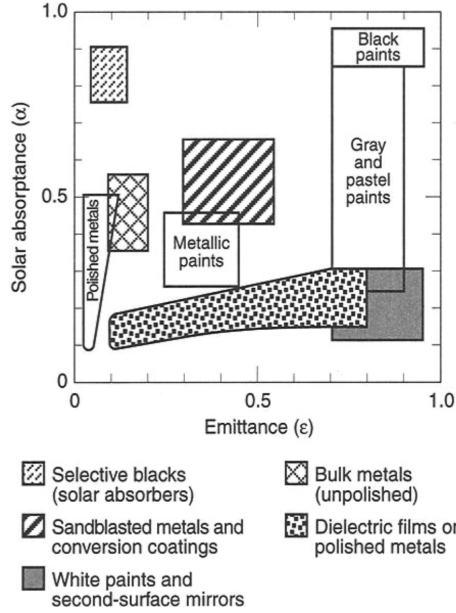 1.0
Black
paints
Gray
and
pastel
paints
Solar absorptance (α)
0.5
Polished metals
Metallic
paints
0
0
0.5
1.0
Emittance (ε)
Selective blacks
(solar absorbers)
Bulk metals
(unpolished)
Sandblasted metals and
conversion coatings
Dielectric films on
polished metals
White paints and
second-surface mirrors